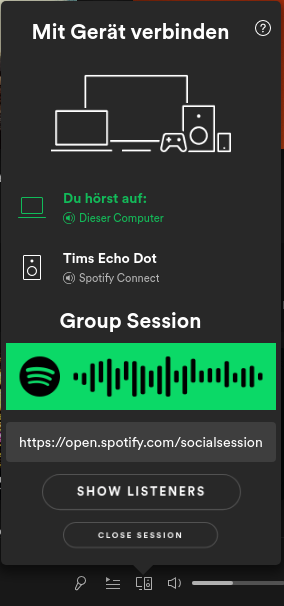 Mit Gerät verbinden
?
Du hörst auf:
Dieser Computer
Tims Echo Dot
Spotify Connect
Group Session
https://open.spotify.com/socialsession
SHOW LISTENERS
CLOSE SESSION